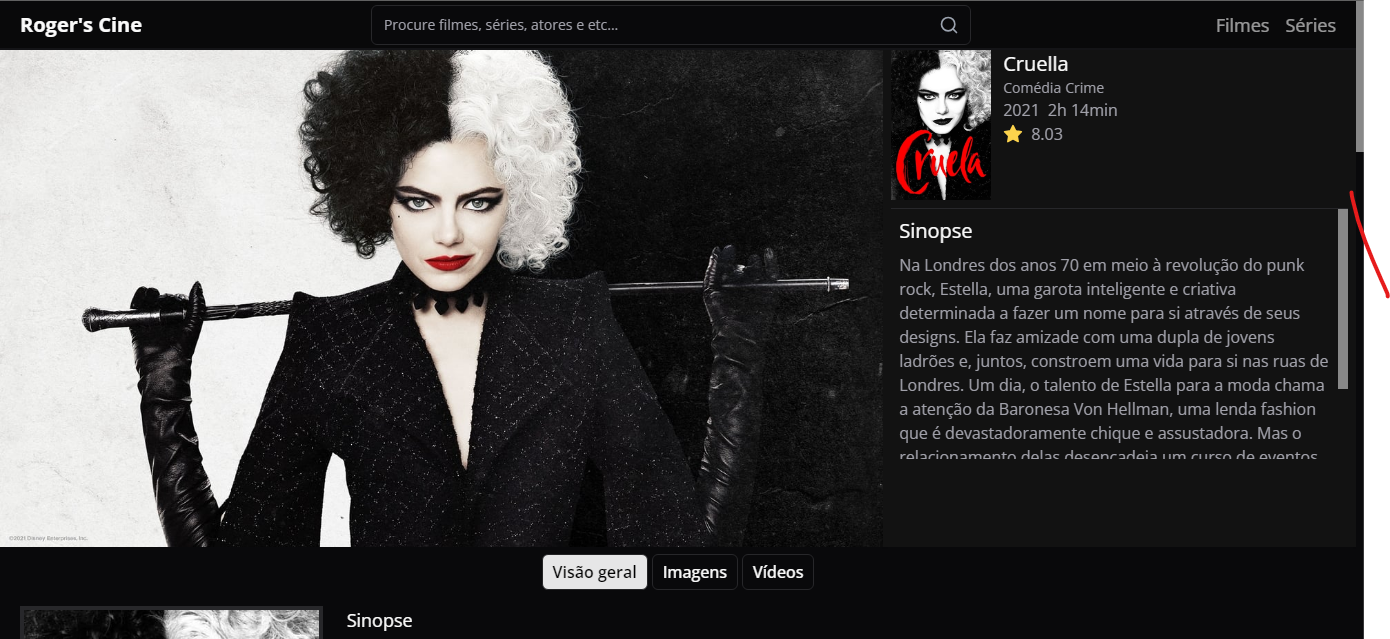 Roger's Cine
Procure filmes, séries, atores e etc...
Filmes Séries
Cruella
Comédia Crime
2021 2h 14min
8.03
Cruela
Sinopse
Na Londres dos anos 70 em meio à revolução do punk
rock, Estella, uma garota inteligente e criativa
determinada a fazer um nome para si através de seus
designs. Ela faz amizade com uma dupla de jovens
ladrões e, juntos, constroem uma vida para si nas ruas de
Londres. Um dia, o talento de Estella para a moda chama
a atenção da Baronesa Von Hellman, uma lenda fashion
que é devastadoramente chique e assustadora. Mas o
relacionamento delas desencadeia um curso de eventos
©2021 Disney Enterprises, Inc.
Visão geral Imagens Vídeos
Sinopse